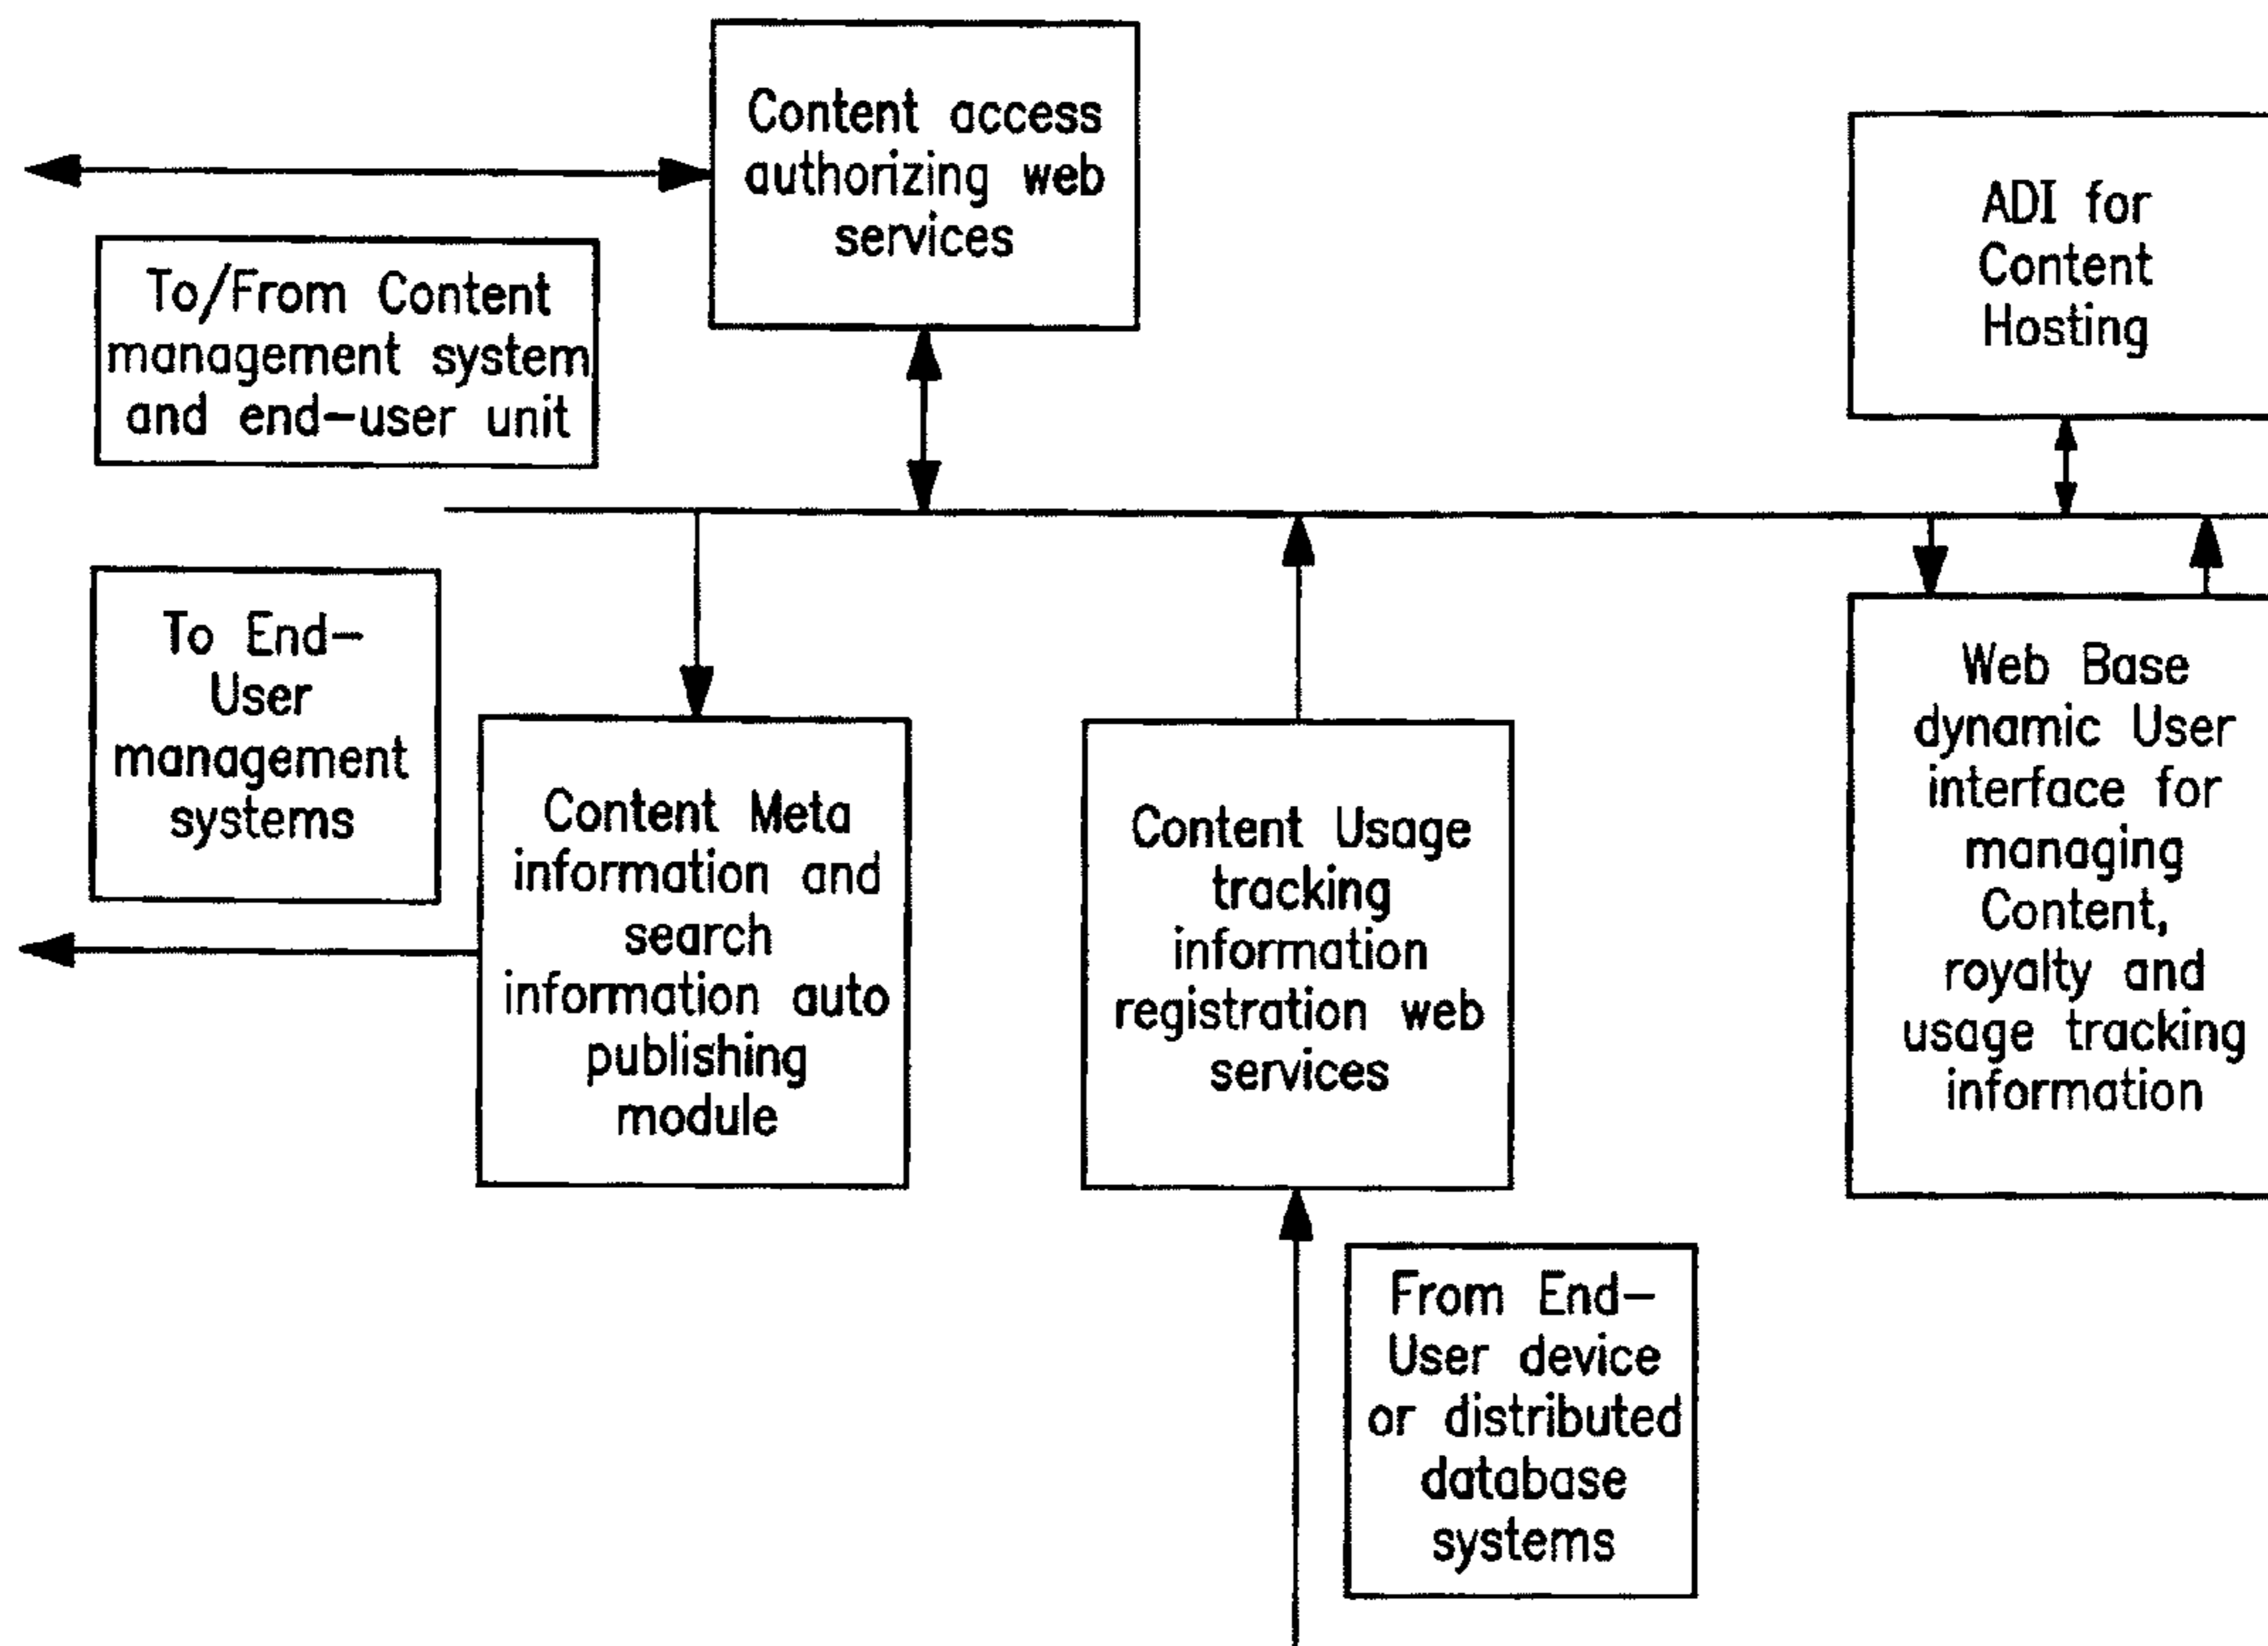 Content access
authorizing web
services
ADI for
Content
Hosting
To/From Content
management system
and end-user unit
To End-
User
management
systems
Content Meta
information and
search
information auto
publishing
module
Content Usage
tracking
information
registration web
services
Web Base
dynamic User
interface for
managing
Content,
royalty and
usage tracking
information
From End-
User device
or distributed
database
systems